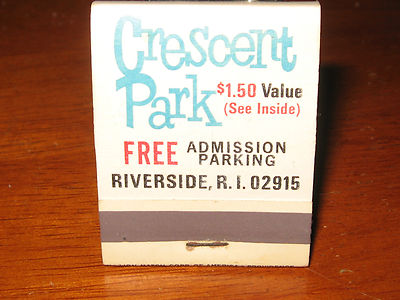 Crescent
Park
$1.50 Value
(See Inside)
FREE ADMISSION
PARKING
RIVERSIDE, R.I. 02915